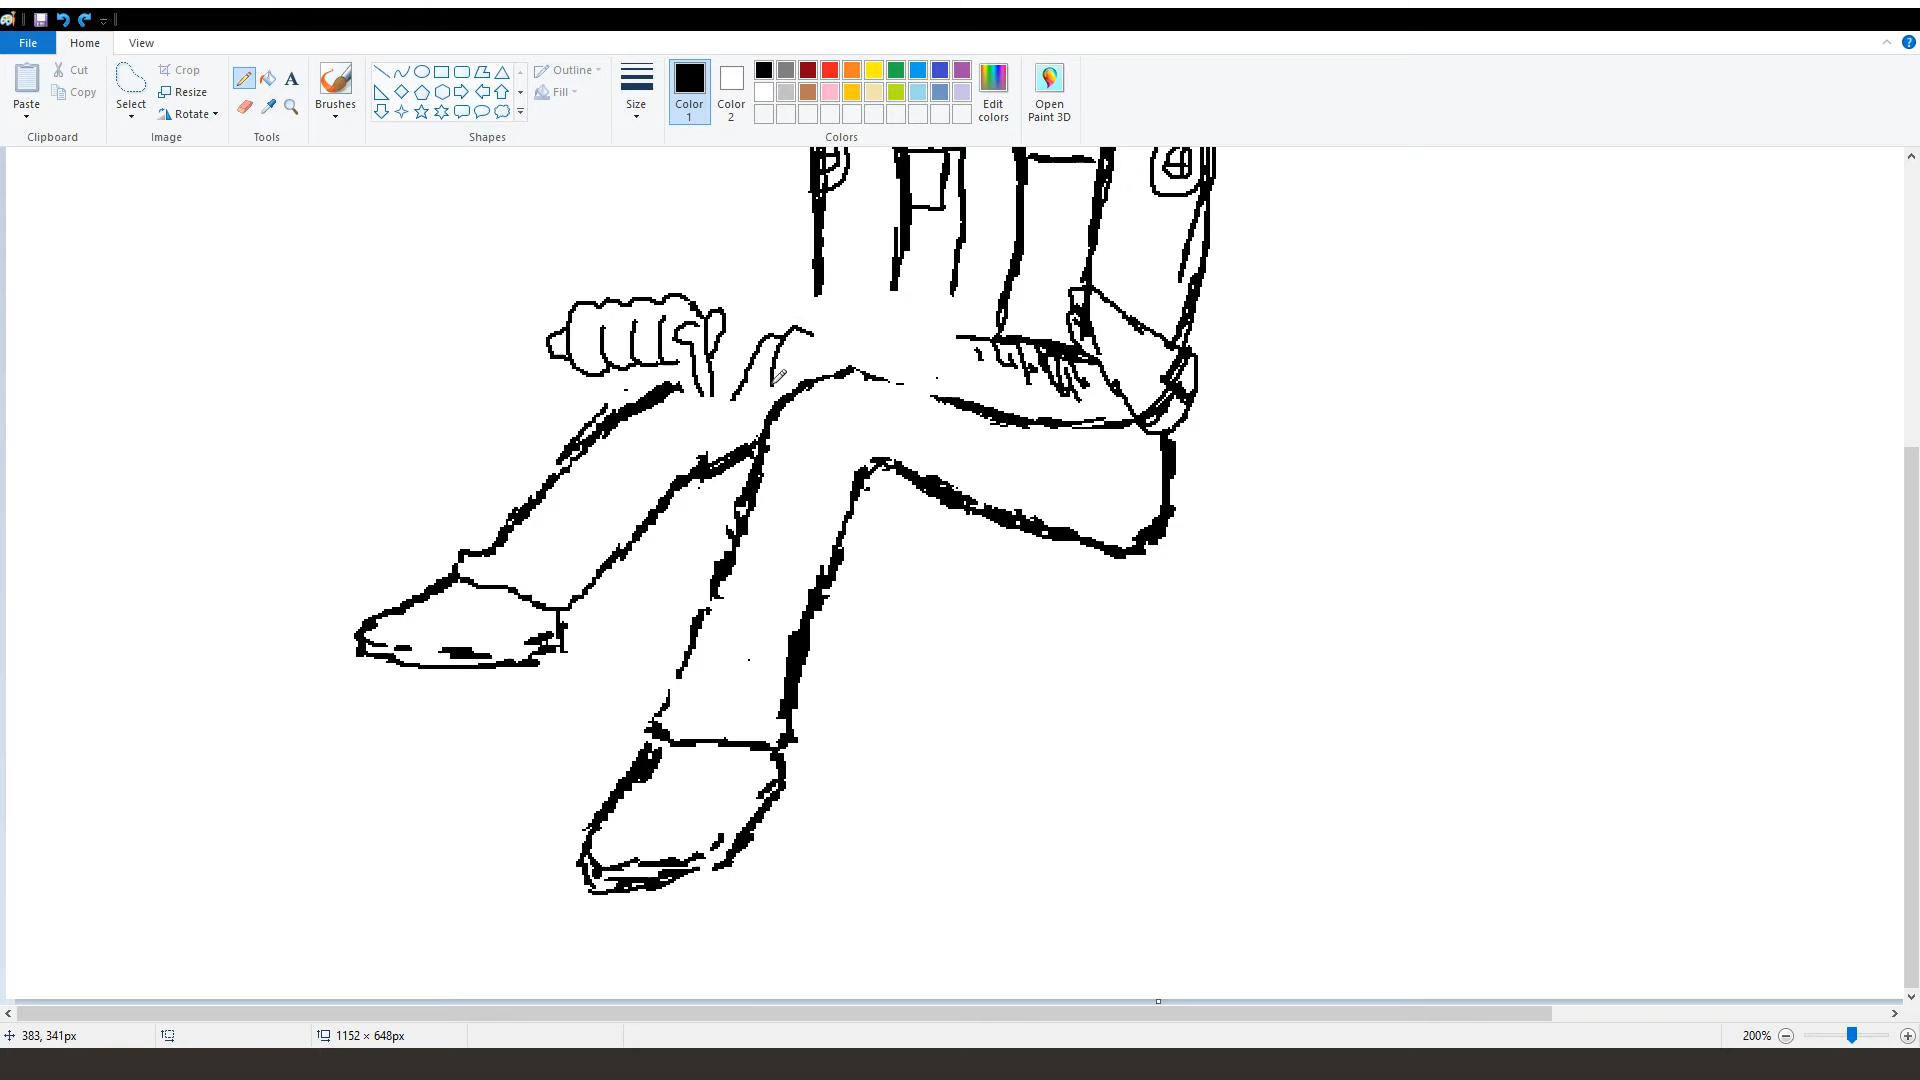 File Home View
Paste Cut Copy Clipboard
Select Crop Resize Rotate Image
A Tools
Brushes
Shapes
Outline Fill
Size
Color 1 Color 2 Edit colors Colors
Open Paint 3D
?
383, 341px 1152 × 648px 200%